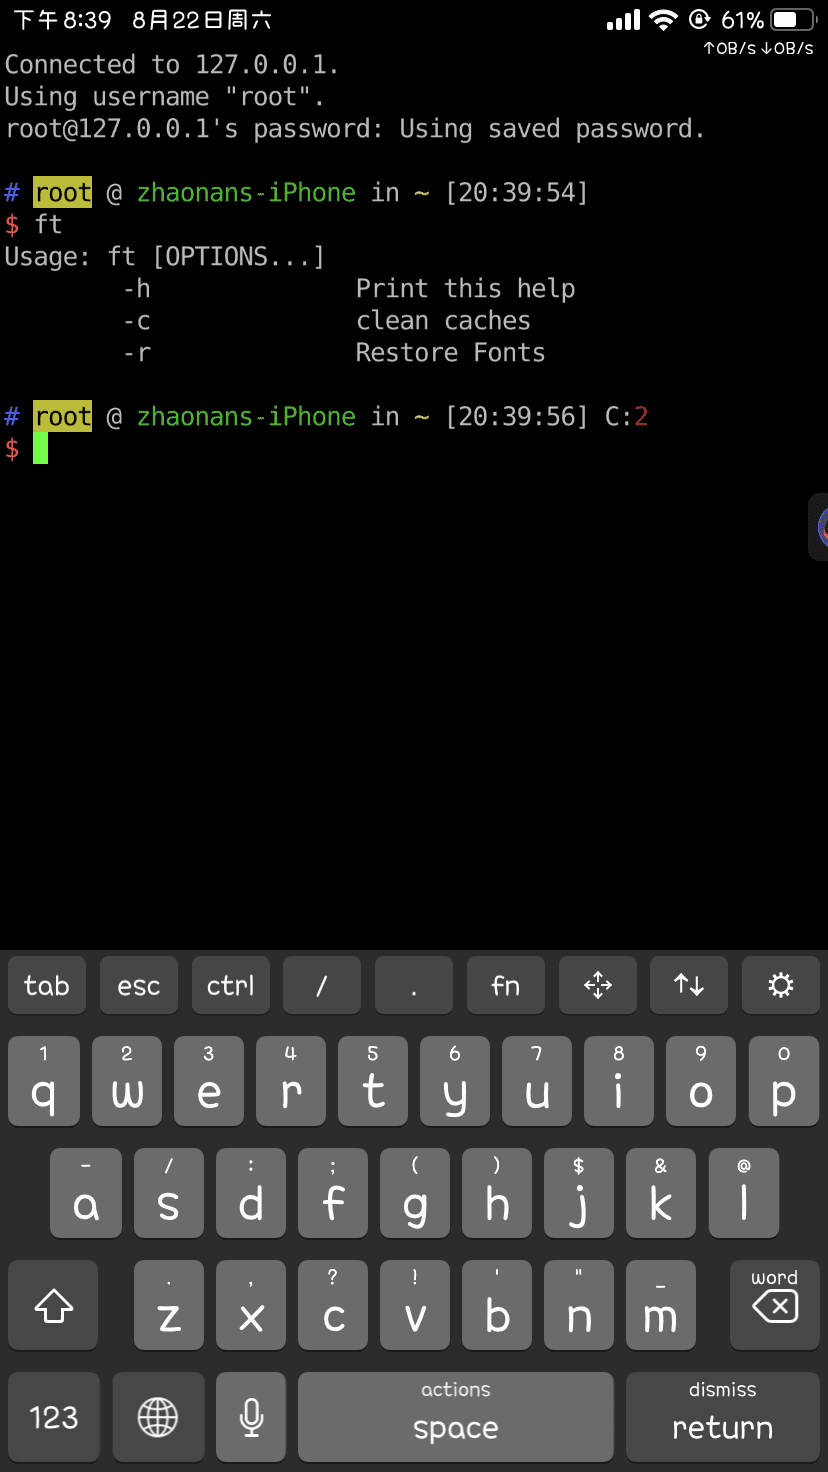 下午8:39 8月22日周六 61%
↑0B/s↓0B/s
Connected to 127.0.0.1.
Using username "root".
root@127.0.0.1's password: Using saved password.
# root @ zhaonans-iPhone in ~ [20:39:54]
$ ft
Usage: ft [OPTIONS...]
-h Print this help
-c clean caches
-r Restore Fonts
# root @ zhaonans-iPhone in ~ [20:39:56] C:2
$
tab esc ctrl / . fn ↑↓
1 2 3 4 5 6 7 8 9 0
q w e r t y u i o p
- / : ; ( ) $ & @
a s d f g h j k l
. , ? ! ' " _ word
z x c v b n m
actions dismiss
123 space return